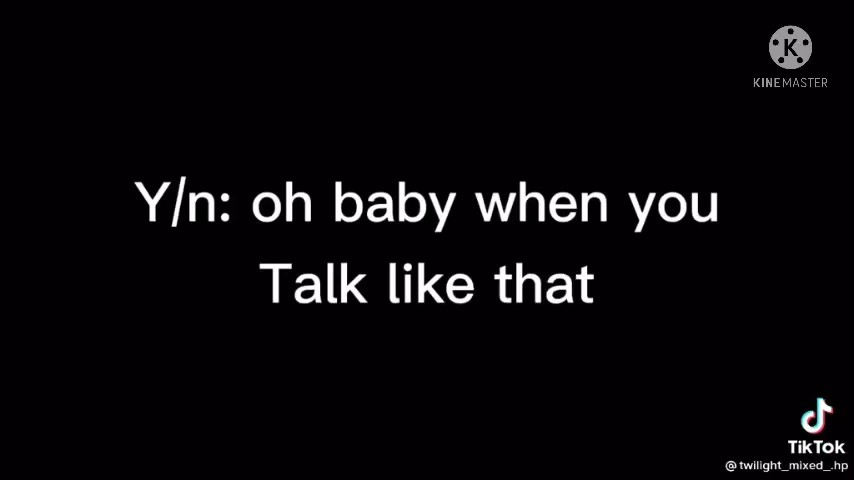 KINEMASTER
Y/n: oh baby when you
Talk like that
TikTok
@twilight_mixed_.hp